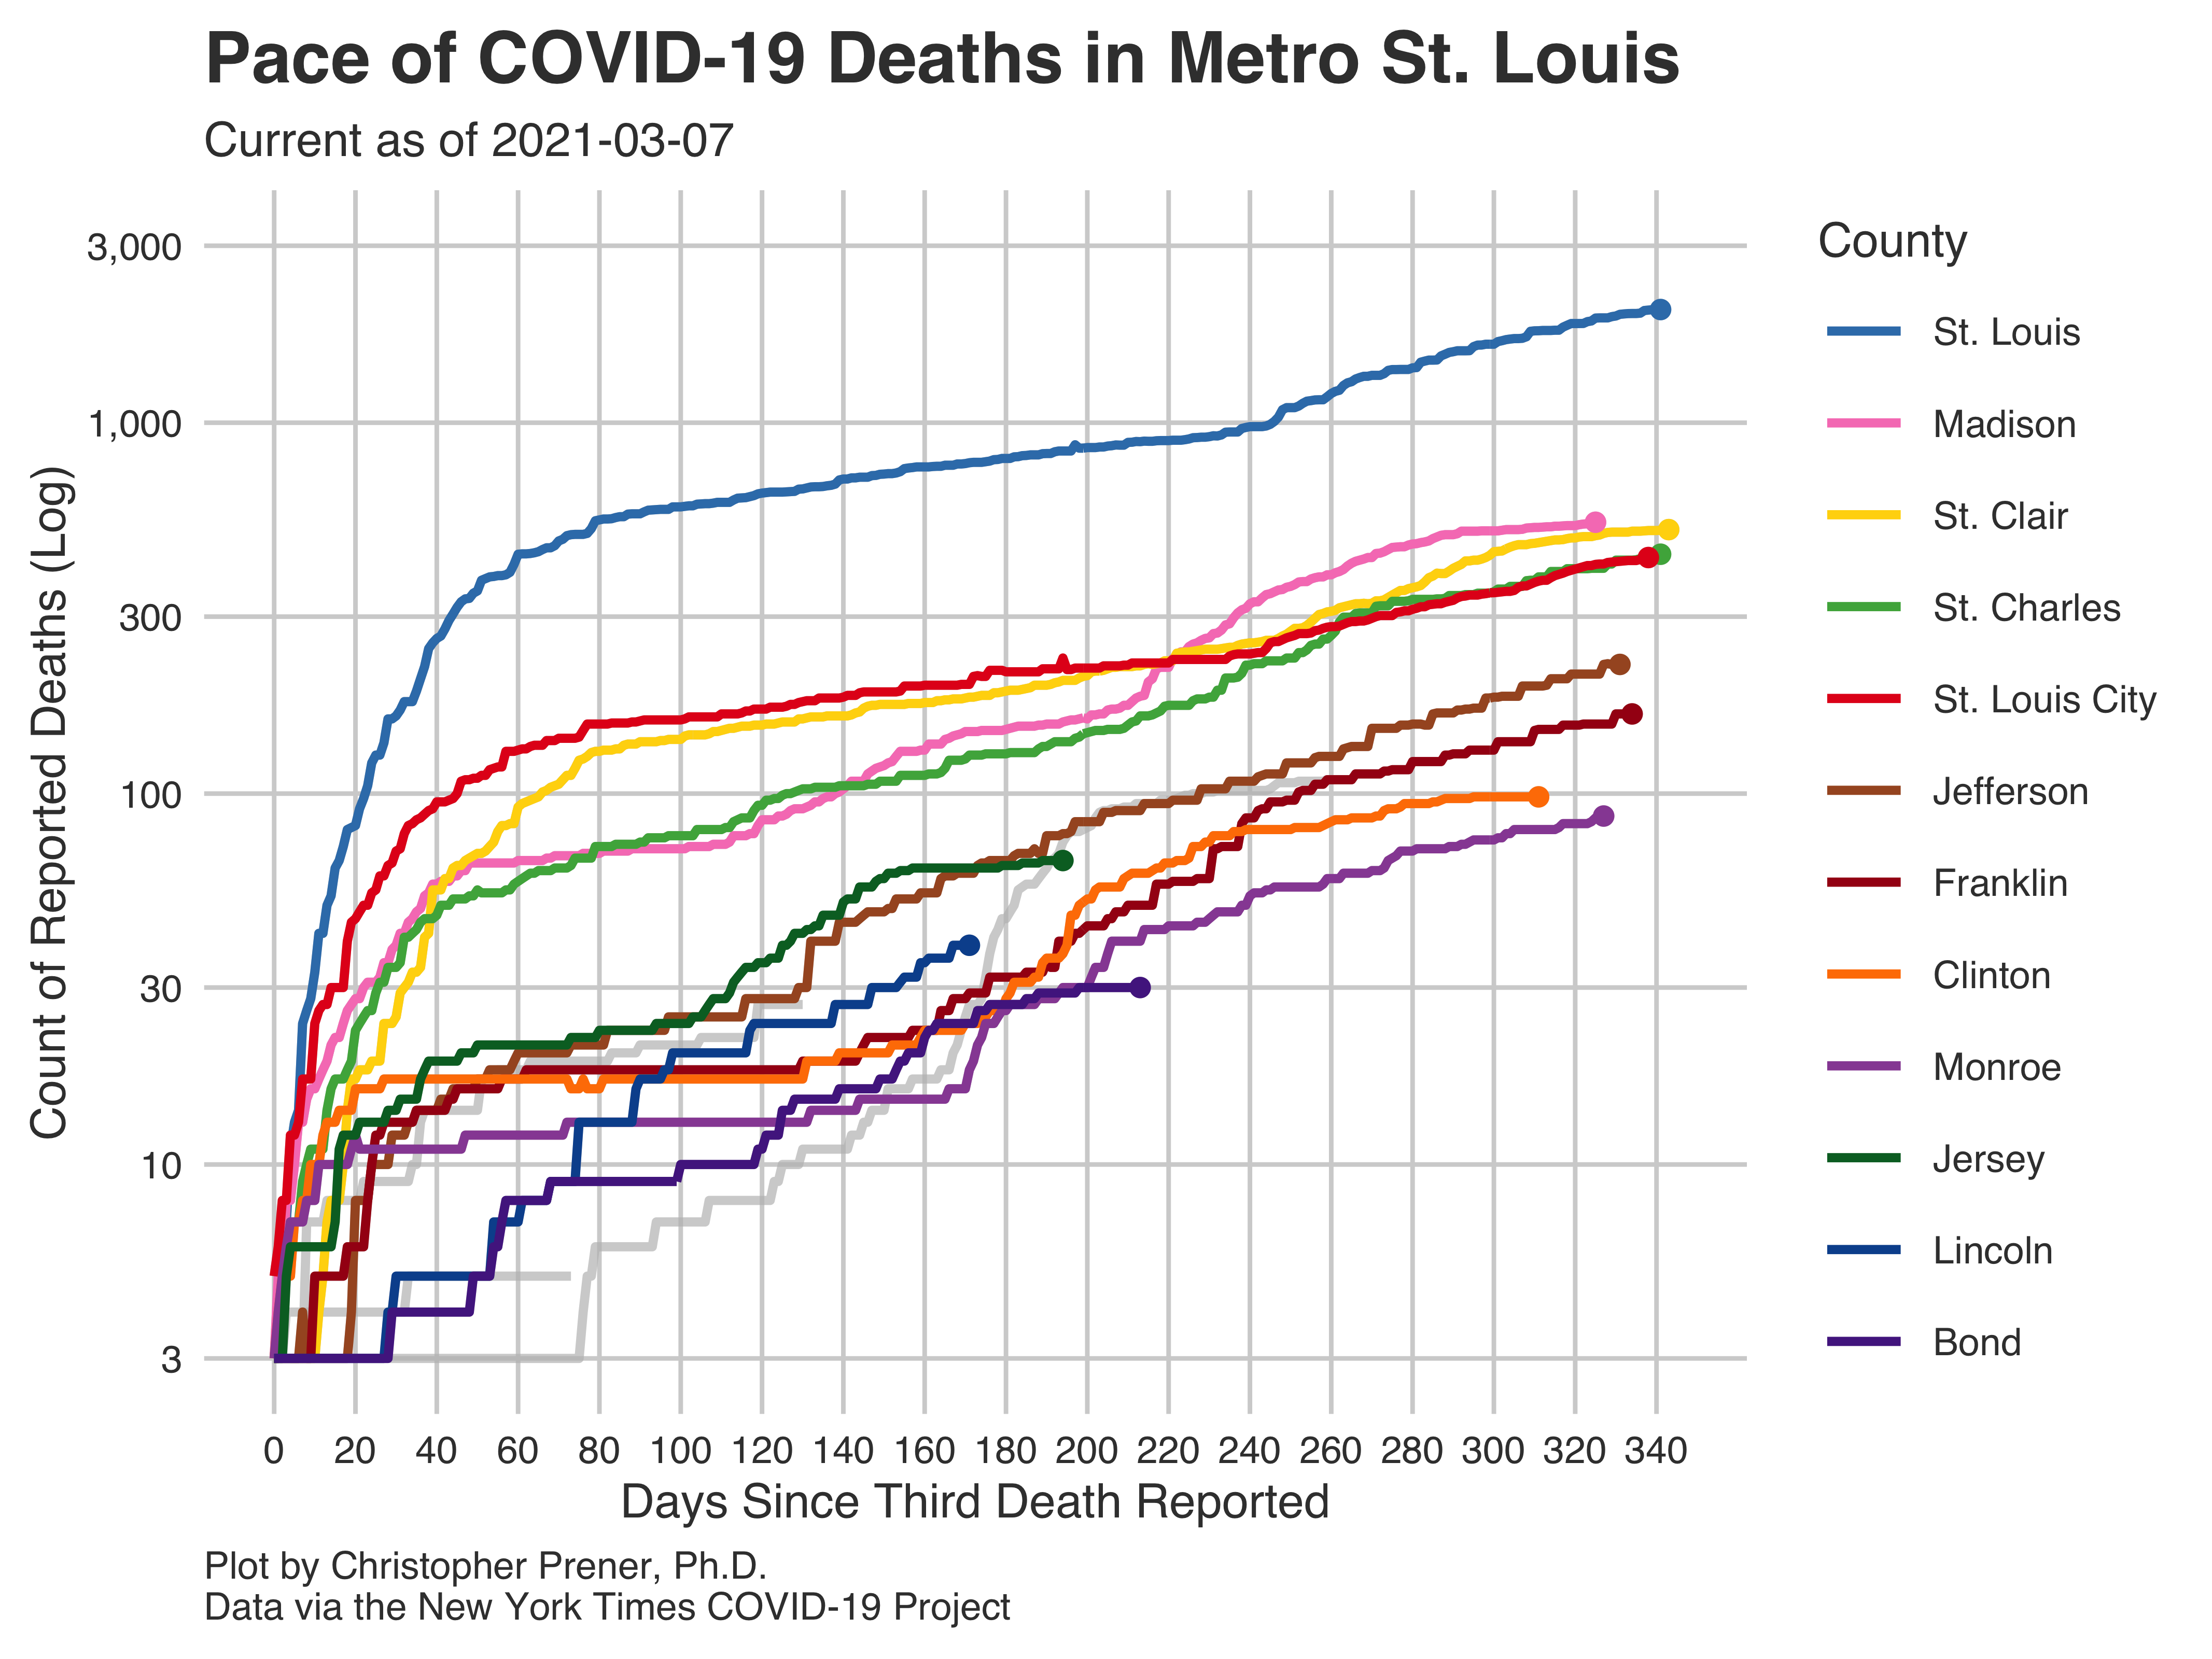 Pace of COVID-19 Deaths in Metro St. Louis
Current as of 2021-03-07
Count of Reported Deaths (Log)
3,000
1,000
300
100
30
10
3
0 20 40 60 80 100 120 140 160 180 200 220 240 260 280 300 320 340
Days Since Third Death Reported
County
St. Louis
Madison
St. Clair
St. Charles
St. Louis City
Jefferson
Franklin
Clinton
Monroe
Jersey
Lincoln
Bond
Plot by Christopher Prener, Ph.D.
Data via the New York Times COVID-19 Project